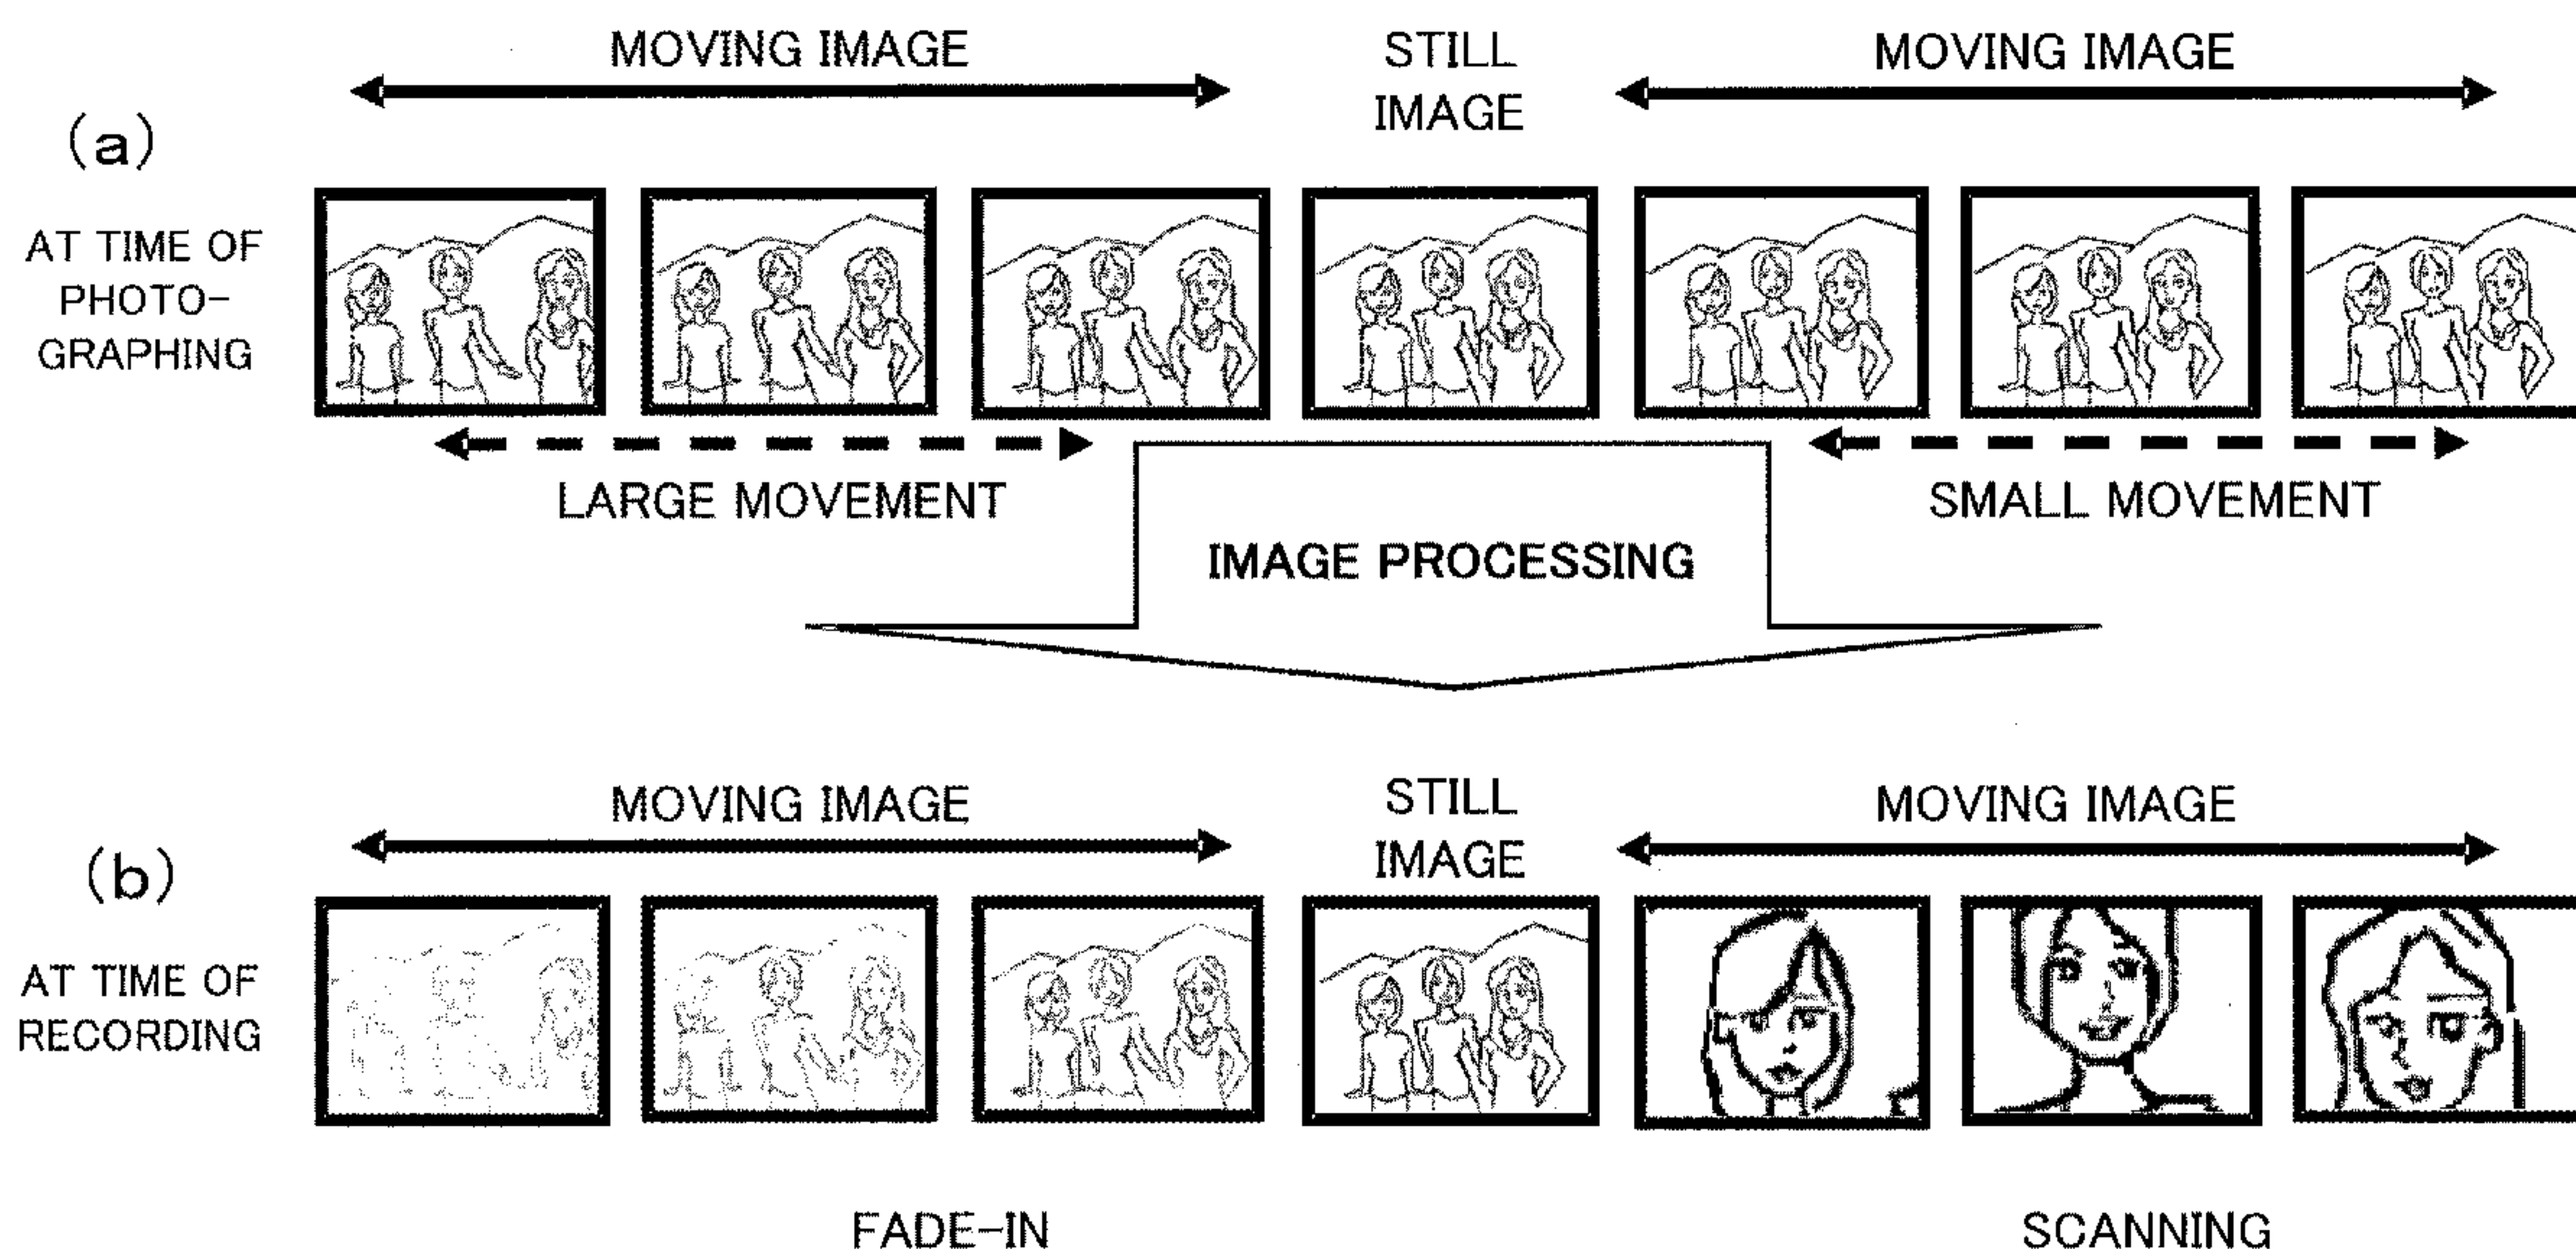 MOVING IMAGE
STILL
IMAGE
MOVING IMAGE
(a)
AT TIME OF
PHOTO-
GRAPHING
LARGE MOVEMENT
SMALL MOVEMENT
IMAGE PROCESSING
MOVING IMAGE
STILL
IMAGE
MOVING IMAGE
(b)
AT TIME OF
RECORDING
FADE-IN
SCANNING